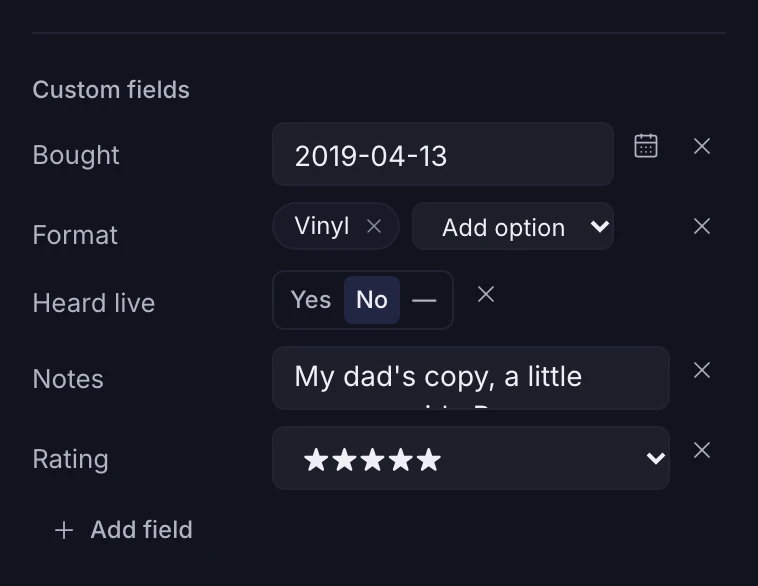 Custom fields
Bought 2019-04-13
Format Vinyl Add option
Heard live Yes No —
Notes My dad's copy, a little
Rating ★★★★★
Add field